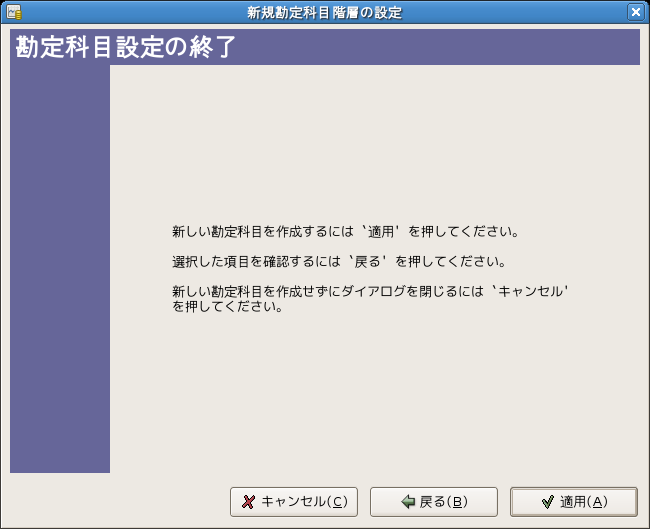 新規勘定科目階層の設定
勘定科目設定の終了
新しい勘定科目を作成するには `適用' を押してください。
選択した項目を確認するには `戻る' を押してください。
新しい勘定科目を作成せずにダイアログを閉じるには `キャンセル'
を押してください。
キャンセル(C)
戻る(B)
適用(A)